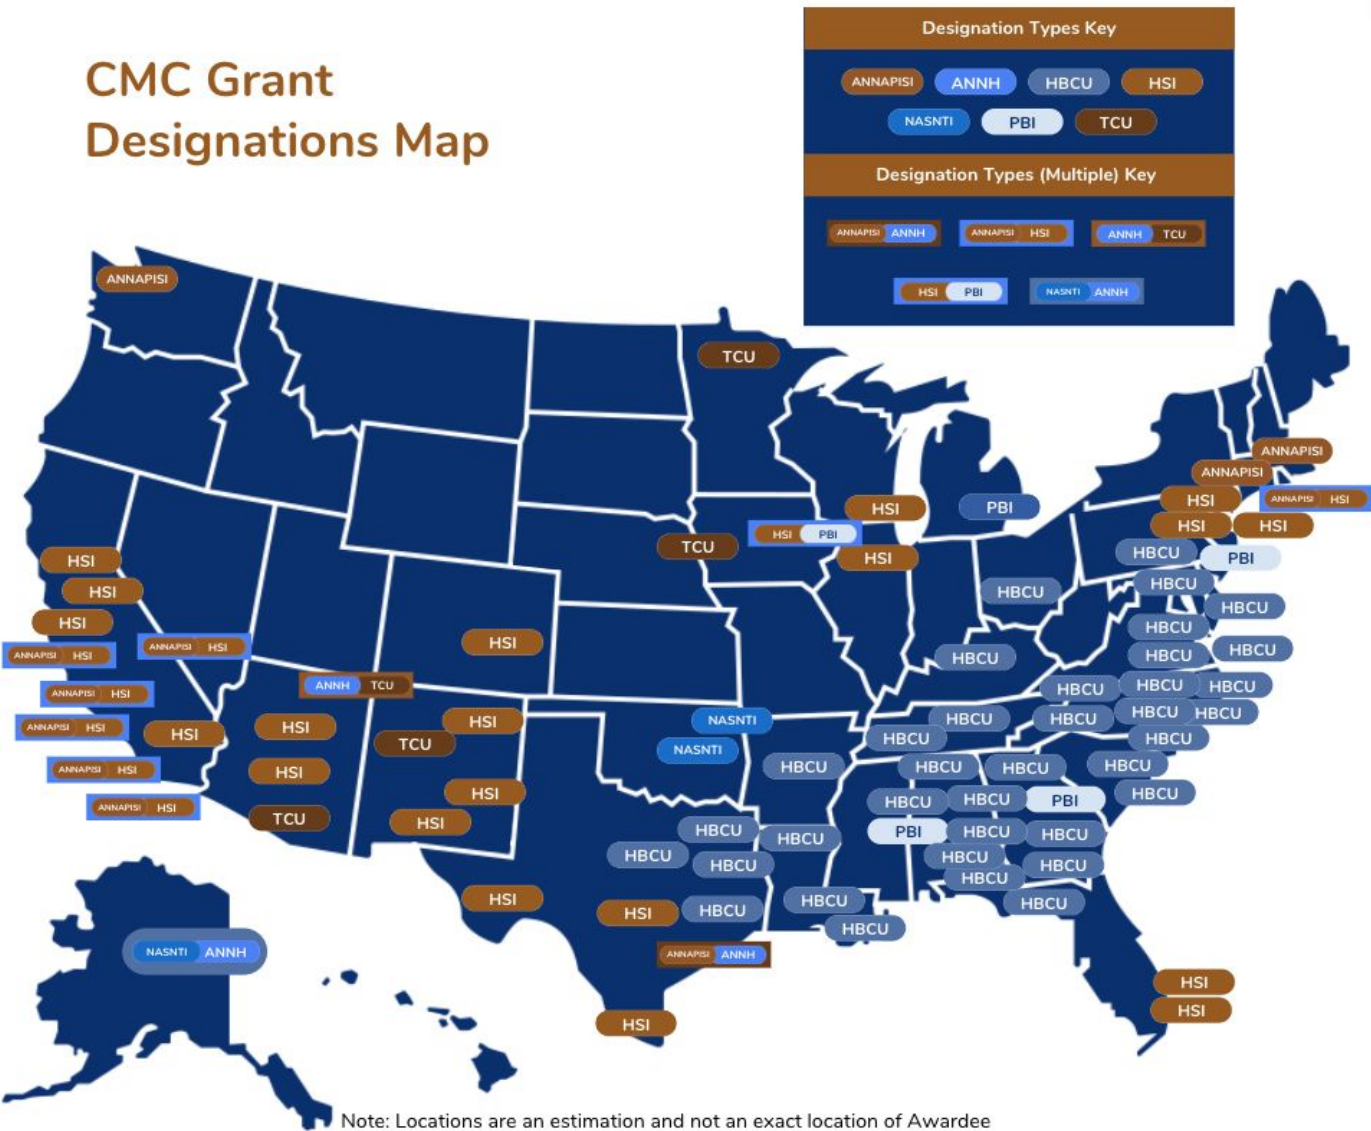 CMC Grant
Designations Map
Designation Types Key
ANNAPISI ANNH HBCU HSI
NASNTI PBI TCU
Designation Types (Multiple) Key
ANNAPISI ANNH ANNAPISI HSI ANNH TCU
HSI PBI NASNTI ANNH
ANNAPISI
TCU
ANNAPISI
ANNAPISI
HSI ANNAPISI HSI
HSI PBI
HSI HSI
HSI PBI
TCU
HSI
HBCU PBI
HSI
HBCU
HSI HBCU
HBCU
HSI
HBCU
HSI
ANNAPISI HSI
HBCU
ANNAPISI HSI
HBCU HBCU
ANNH TCU
HBCU HBCU HBCU
ANNAPISI HSI
HSI
NASNTI
HBCU HBCU HBCU HBCU
ANNAPISI HSI
HSI
HSI
TCU
NASNTI
HBCU HBCU
ANNAPISI HSI
HSI
HBCU HBCU HBCU HBCU
ANNAPISI HSI
HSI
HBCU HBCU PBI HBCU
TCU
HSI
HBCU HBCU PBI HBCU HBCU
HBCU HBCU HBCU HBCU
HBCU
HSI
HSI HBCU HBCU HBCU
HBCU
NASNTI ANNH
ANNAPISI ANNH
HSI
HSI
HSI
Note: Locations are an estimation and not an exact location of Awardee